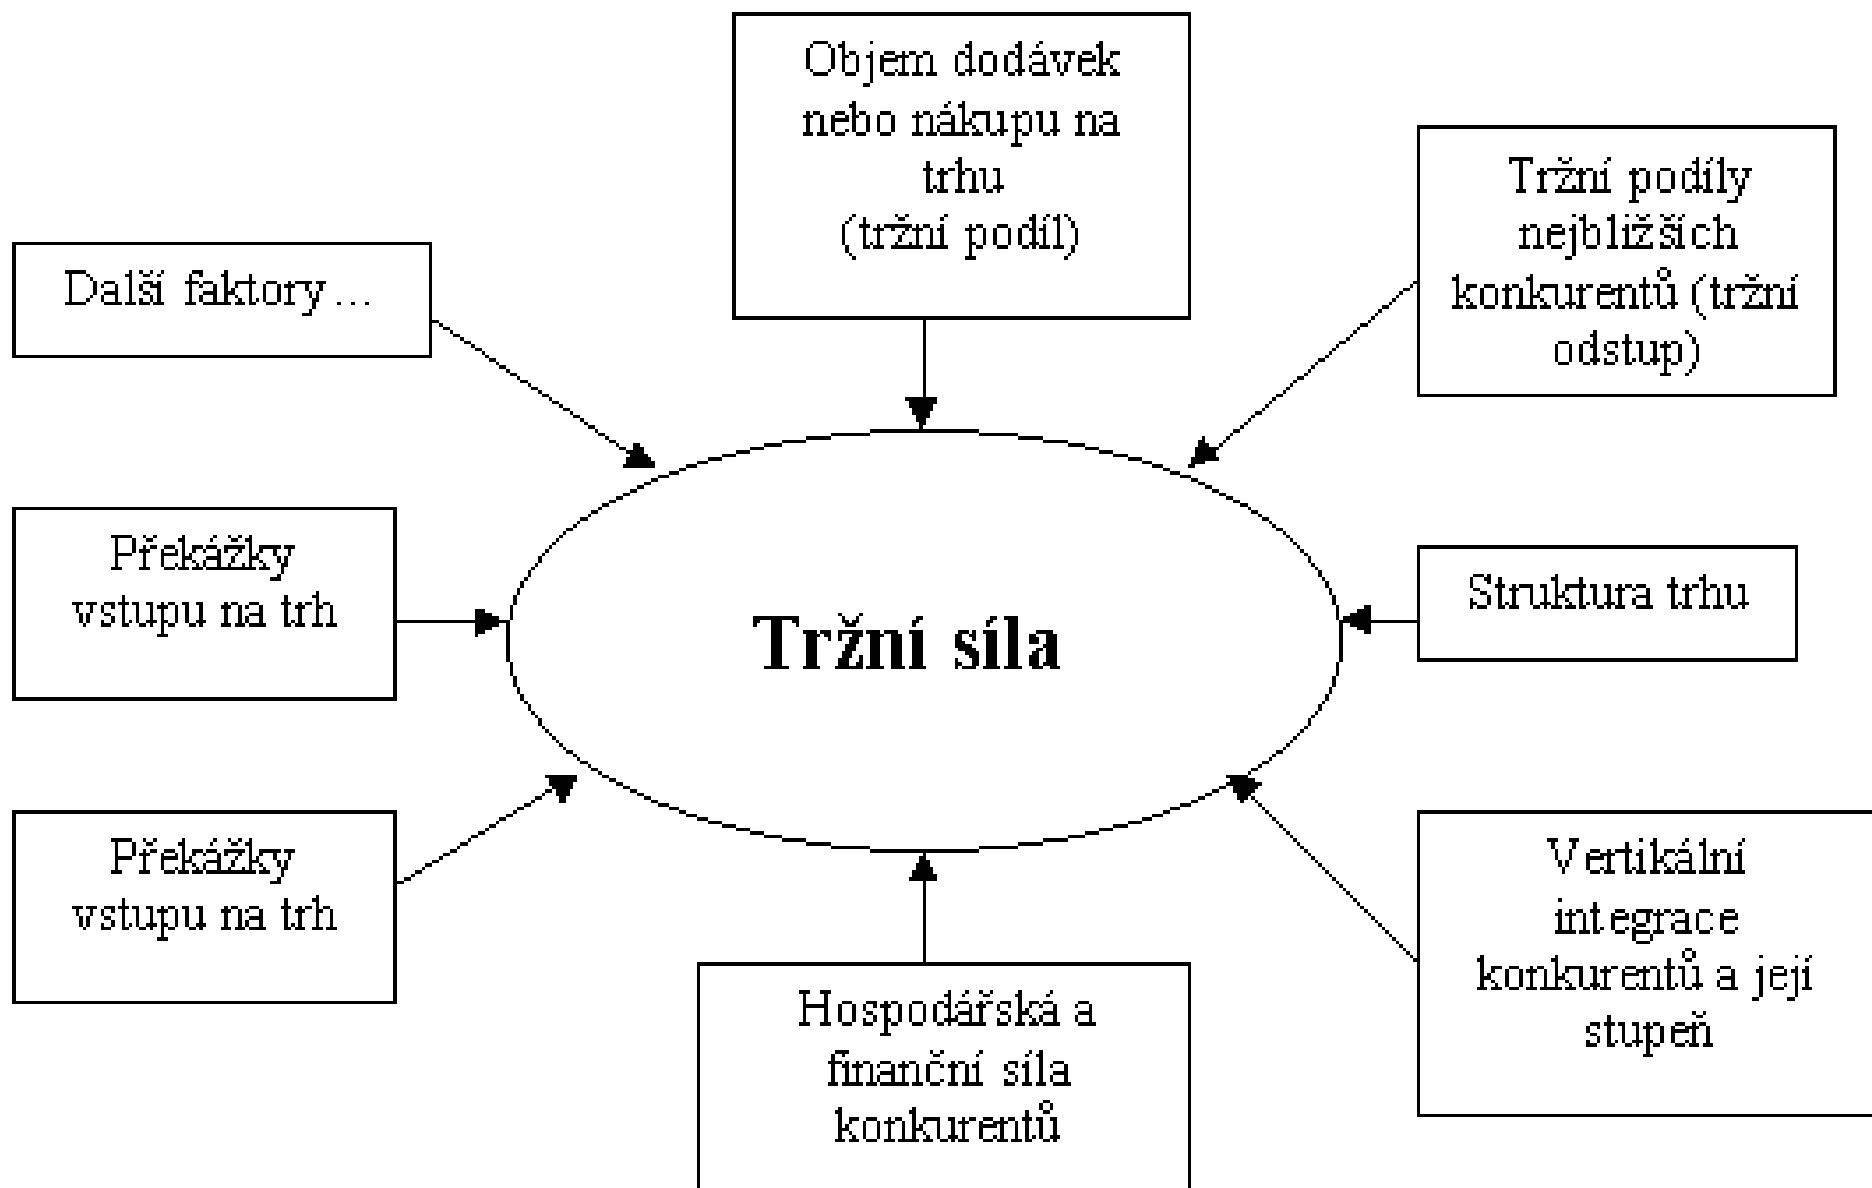 Objem dodávek
nebo nákupu na
trhu
(tržní podíl)
Tržní podíly
nejbližších
konkurentů (tržní
odstup)
Další faktory...
Překážky
vstupu na trh
Struktura trhu
Tržní síla
Překážky
vstupu na trh
Vertikální
integrace
konkurentů a její
stupeň
Hospodářská a
finanční síla
konkurentů